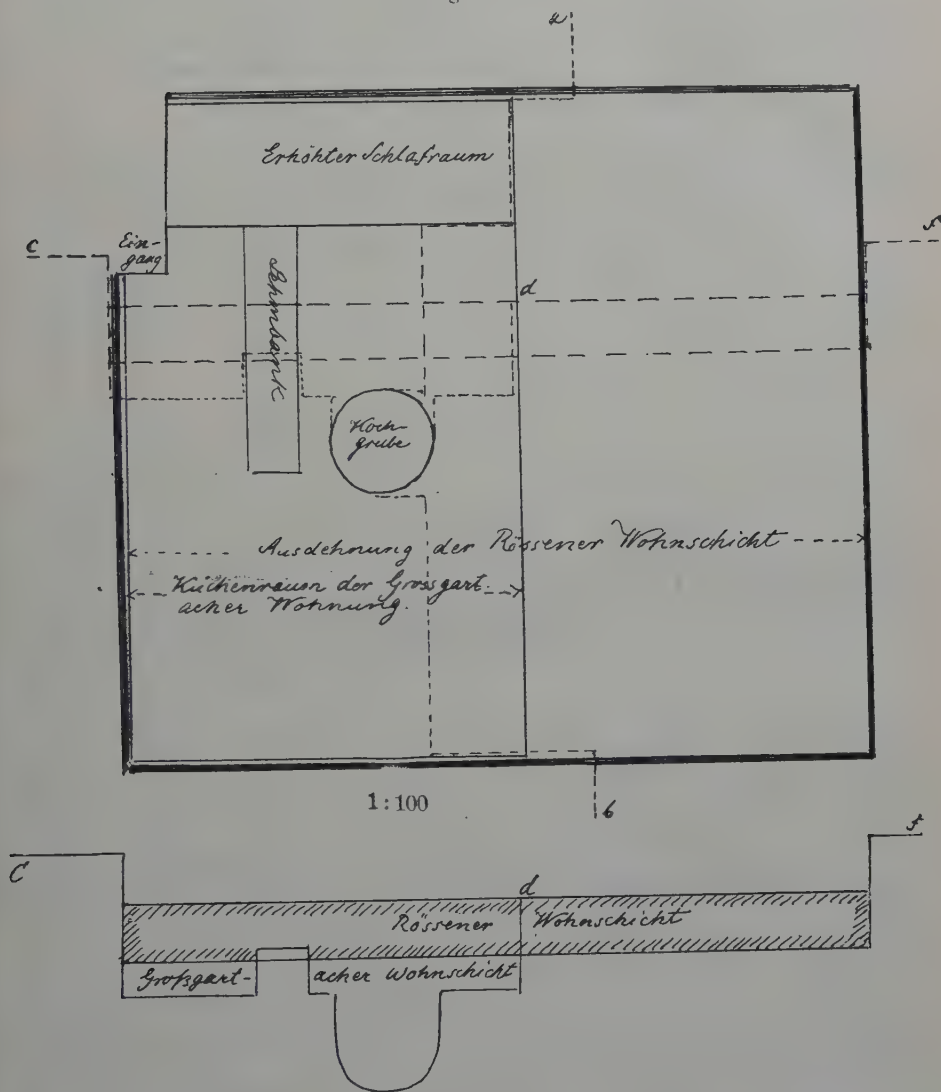 a
Erhöhter Schlafraum
c
Ein-
gang
f
Lehmbank
d
Koch-
grube
Ausdehnung der Rössener Wohnschicht
Küchenraum der Grossgart.
acher Wohnung.
1:100
b
C
f
d
Rössener Wohnschicht
Großgart- acher Wohnschicht